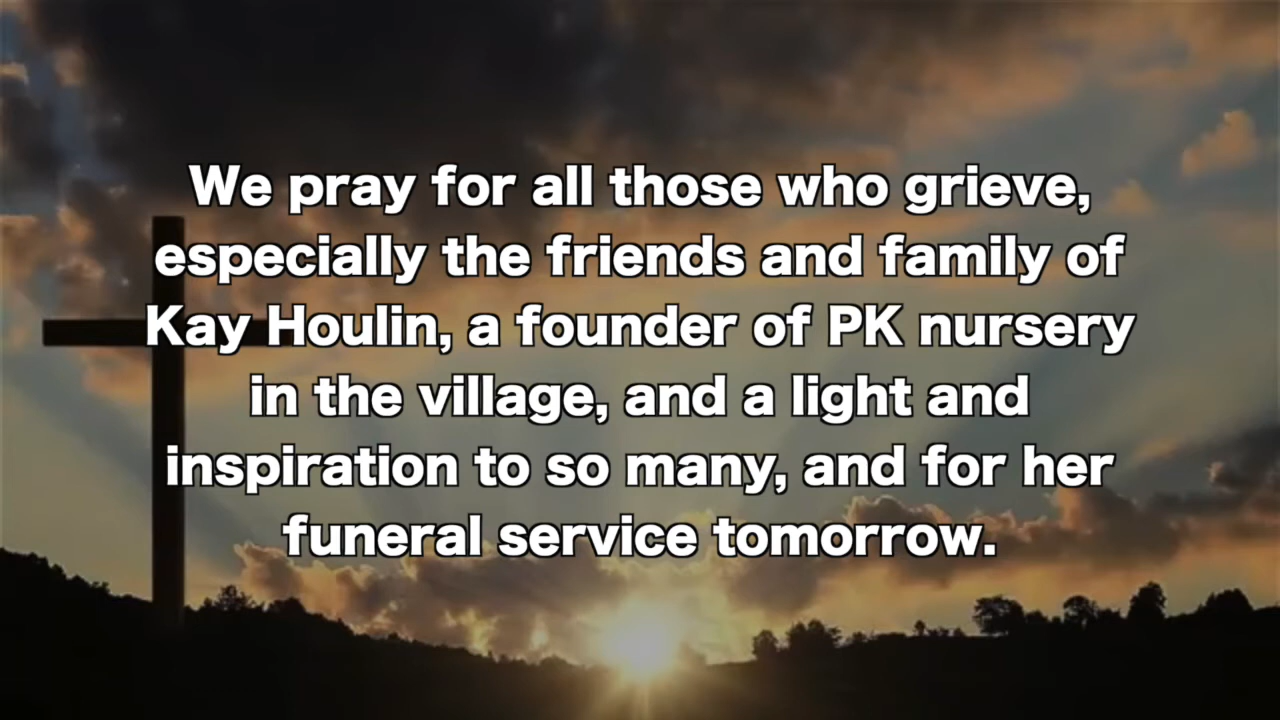 We pray for all those who grieve,
especially the friends and family of
Kay Houlin, a founder of PK nursery
in the village, and a light and
inspiration to so many, and for her
funeral service tomorrow.